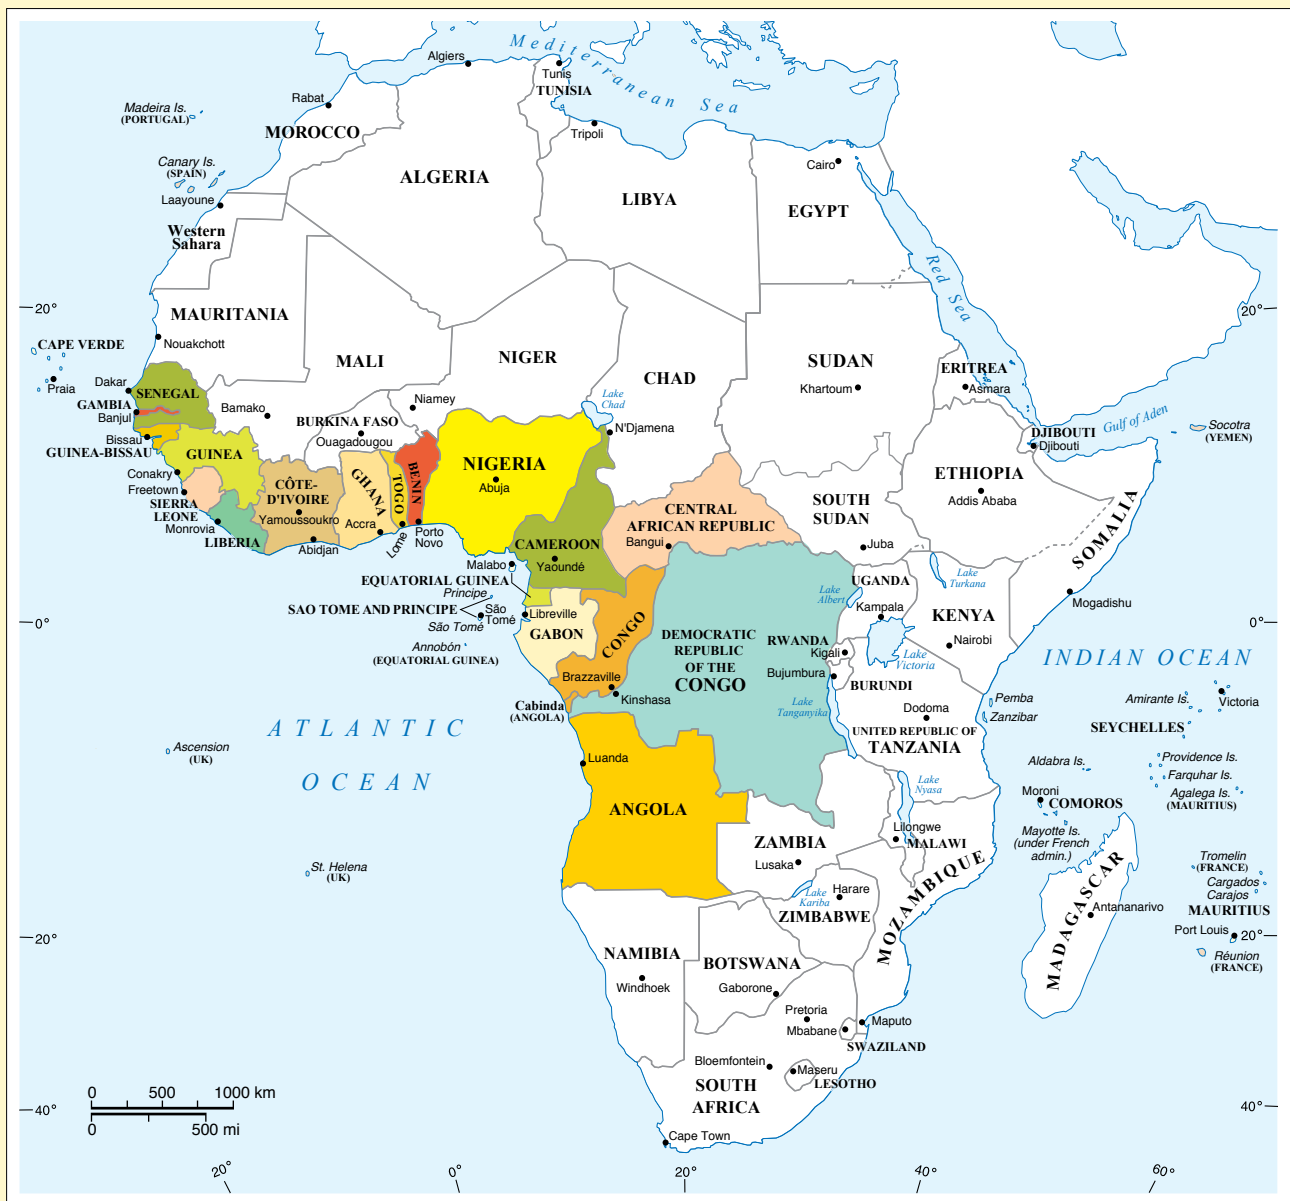 Mediterranean Sea
Algiers
Tunis
TUNISIA
Rabat
Madeira Is.
(PORTUGAL)
MOROCCO
Tripoli
Canary Is.
(SPAIN)
Cairo
ALGERIA
LIBYA
EGYPT
Laayoune
Western
Sahara
Red Sea
20°
20°
MAURITANIA
Nouakchott
CAPE VERDE
Praia
MALI
NIGER
CHAD
SUDAN
Khartoum
ERITREA
Asmara
Dakar
SENEGAL
GAMBIA
Banjul
Bamako
Niamey
Lake
Chad
N'Djamena
Gulf of Aden
Socotra
(YEMEN)
BURKINA FASO
Ouagadougou
DJIBOUTI
Djibouti
Bissau
GUINEA-BISSAU
GUINEA
NIGERIA
Abuja
ETHIOPIA
Addis Ababa
Conakry
Freetown
SIERRA
LEONE
Monrovia
LIBERIA
CÔTE-
D'IVOIRE
Yamoussoukro
Abidjan
GHANA
Accra
TOGO
Lome
BENIN
Porto
Novo
CENTRAL
AFRICAN REPUBLIC
Bangui
SOUTH
SUDAN
Juba
SOMALIA
CAMEROON
Yaoundé
Malabo
EQUATORIAL GUINEA
Principe
SAO TOME AND PRINCIPE
São
Tomé
São Tomé
Libreville
GABON
CONGO
Annobón
(EQUATORIAL GUINEA)
Lake
Albert
UGANDA
Kampala
Lake
Turkana
KENYA
Nairobi
Mogadishu
0°
0°
DEMOCRATIC
REPUBLIC
OF THE
CONGO
RWANDA
Kigali
Lake
Victoria
Bujumbura
BURUNDI
INDIAN OCEAN
Brazzaville
Kinshasa
Cabinda
(ANGOLA)
Lake
Tanganyika
Dodoma
UNITED REPUBLIC OF
TANZANIA
Pemba
Zanzibar
Amirante Is.
Victoria
SEYCHELLES
ATLANTIC
OCEAN
Ascension
(UK)
Luanda
ANGOLA
Aldabra Is.
Providence Is.
Farquhar Is.
Agalega Is.
(MAURITIUS)
Lake
Nyasa
Moroni
COMOROS
Mayotte Is.
(under French
admin.)
Lilongwe
MALAWI
ZAMBIA
Lusaka
St. Helena
(UK)
Tromelin
(FRANCE)
Cargados
Carajos
MAURITIUS
Port Louis
Lake
Kariba
Harare
ZIMBABWE
MOZAMBIQUE
MADAGASCAR
Antananarivo
20°
20°
Réunion
(FRANCE)
NAMIBIA
Windhoek
BOTSWANA
Gaborone
Pretoria
Mbabane
Maputo
SWAZILAND
Bloemfontein
Maseru
LESOTHO
SOUTH
AFRICA
Cape Town
0 500 1000 km
0 500 mi
40°
40°
20° 0° 20° 40° 60°